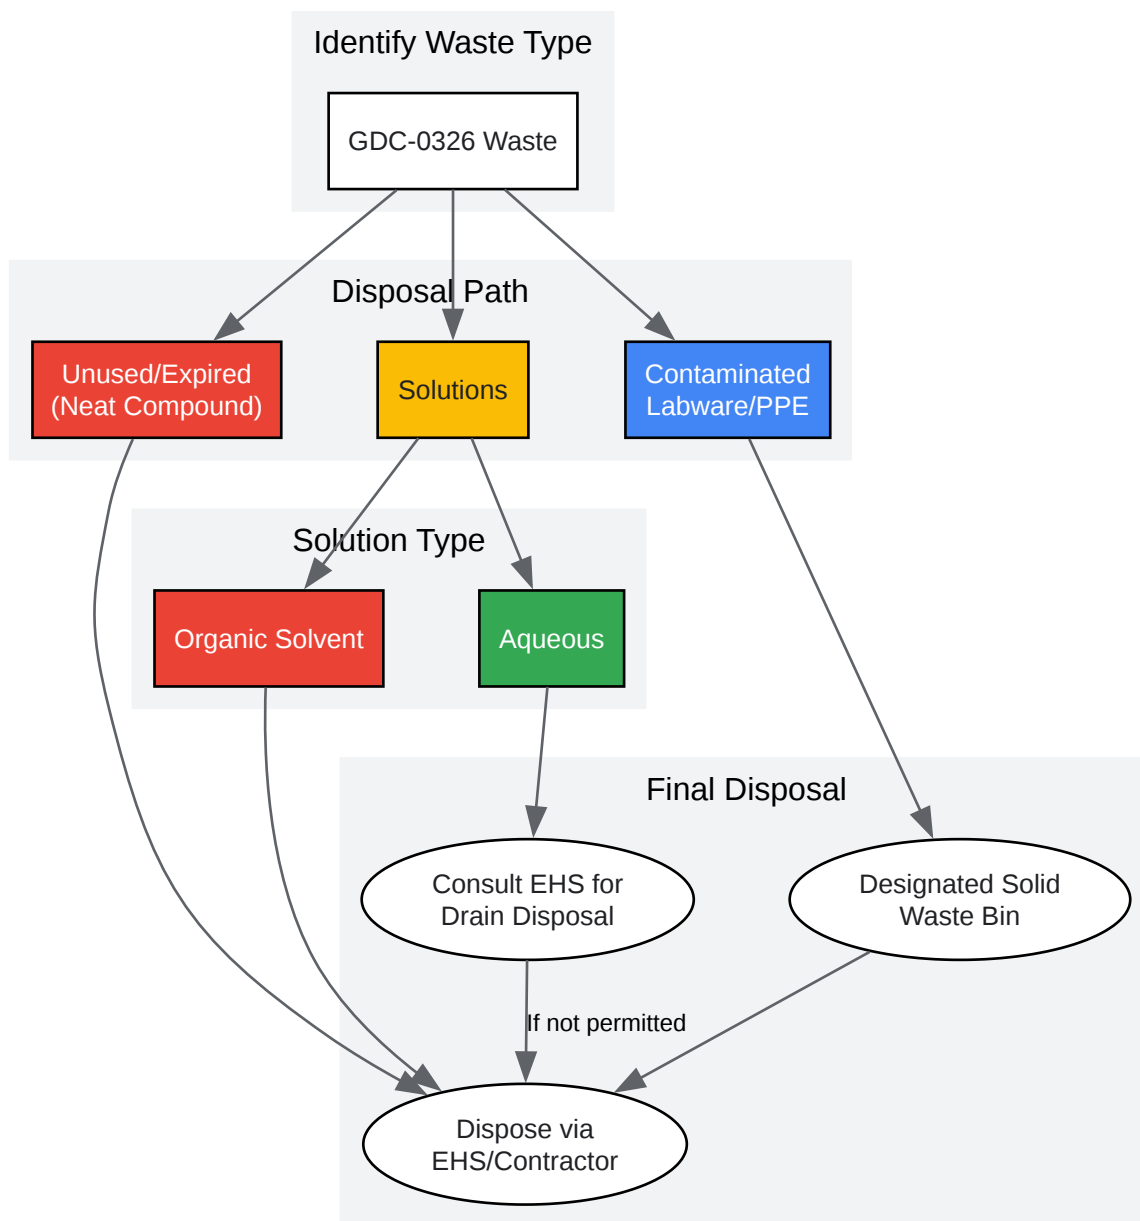 Identify Waste Type
GDC-0326 Waste
Disposal Path
Unused/Expired
(Neat Compound)
Solutions
Contaminated
Labware/PPE
Solution Type
Organic Solvent
Aqueous
Final Disposal
Consult EHS for
Drain Disposal
Designated Solid
Waste Bin
If not permitted
Dispose via
EHS/Contractor